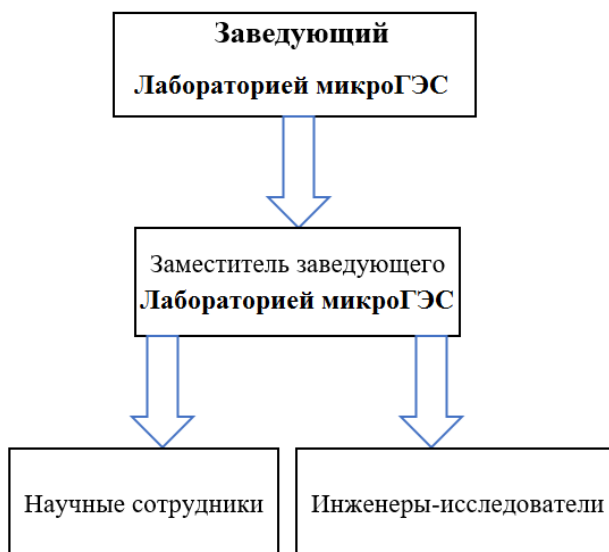 Заведующий
Лабораторией микроГЭС
Заместитель заведующего
Лабораторией микроГЭС
Научные сотрудники
Инженеры-исследователи